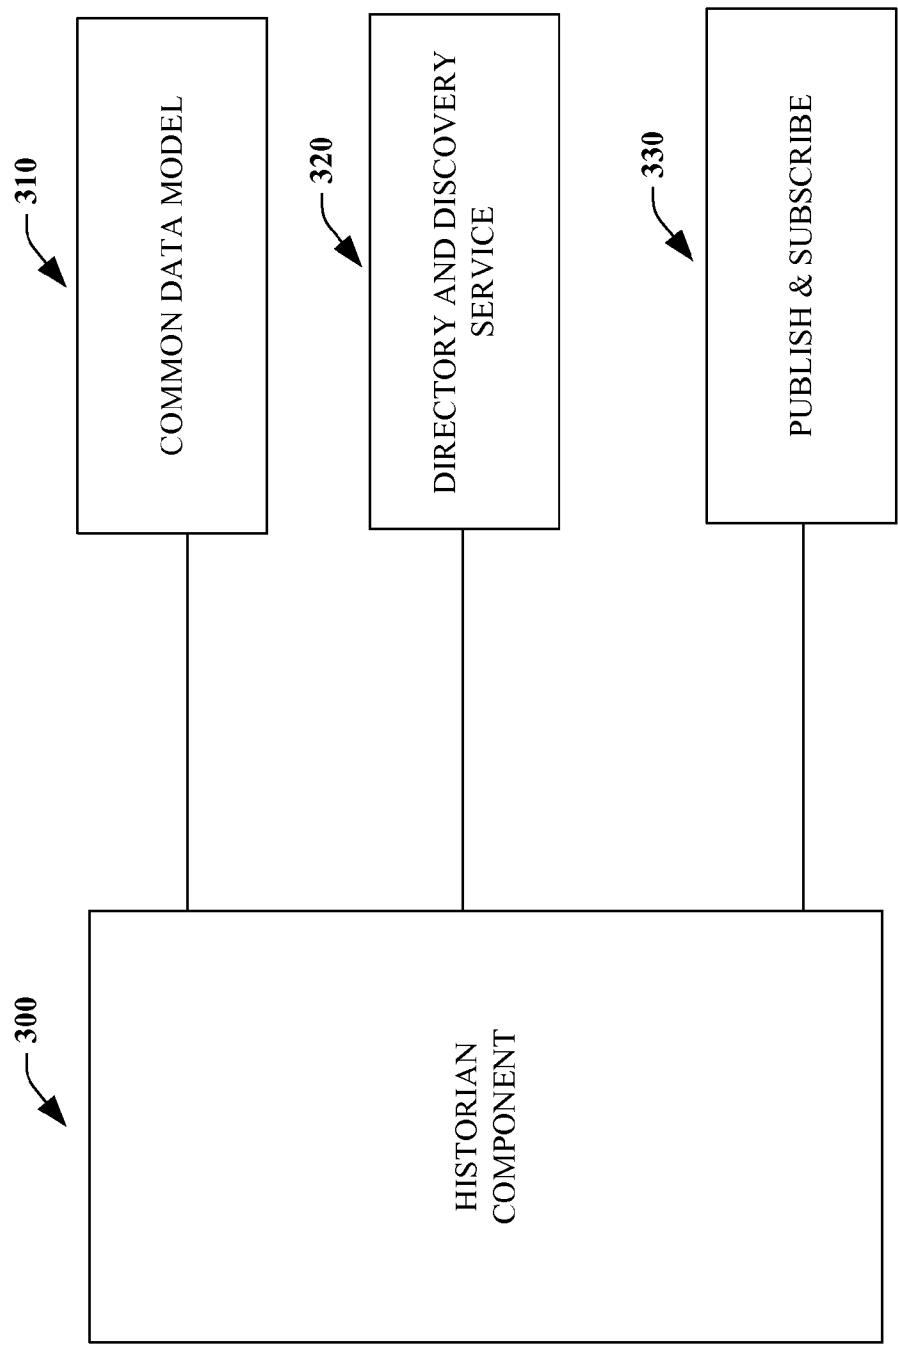 300
HISTORIAN
COMPONENT
310
COMMON DATA MODEL
320
DIRECTORY AND DISCOVERY
SERVICE
330
PUBLISH & SUBSCRIBE